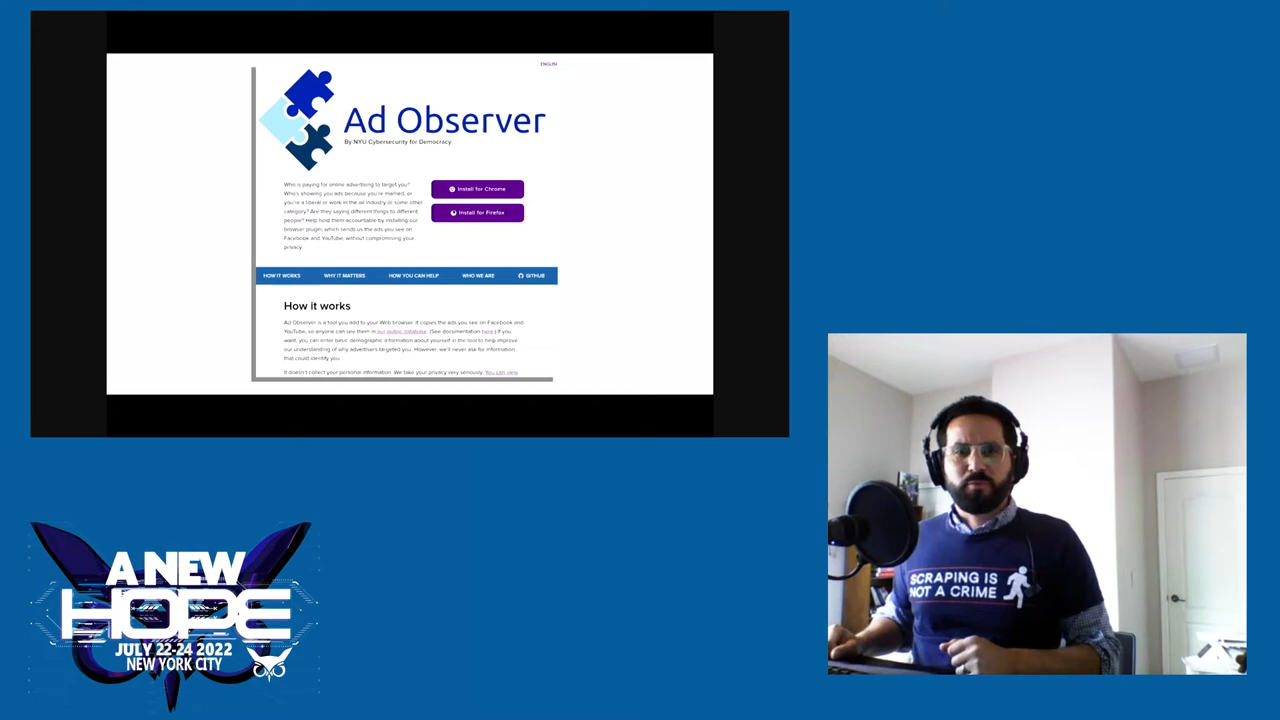 ENGLISH
Ad Observer
By NYU Cybersecurity for Democracy
Who is paying for online advertising to target you?
Who's showing you ads because you're married, or
you're a liberal or work in the oil industry or some other
category? Are they saying different things to different
people? Help hold them accountable by installing our
browser plugin, which sends us the ads you see on
Facebook and YouTube, without compromising your
privacy.
Install for Chrome
Install for Firefox
HOW IT WORKS
WHY IT MATTERS
HOW YOU CAN HELP
WHO WE ARE
GITHUB
How it works
Ad Observer is a tool you add to your Web browser. It copies the ads you see on Facebook and
YouTube, so anyone can see them in our public database. (See documentation here.) If you
want, you can enter basic demographic information about yourself in the tool to help improve
our understanding of why advertisers targeted you. However, we'll never ask for information
that could identify you.
It doesn't collect your personal information. We take your privacy very seriously. You can view
SCRAPING IS
NOT A CRIME
A NEW
HOPE
JULY 22-24 2022
NEW YORK CITY